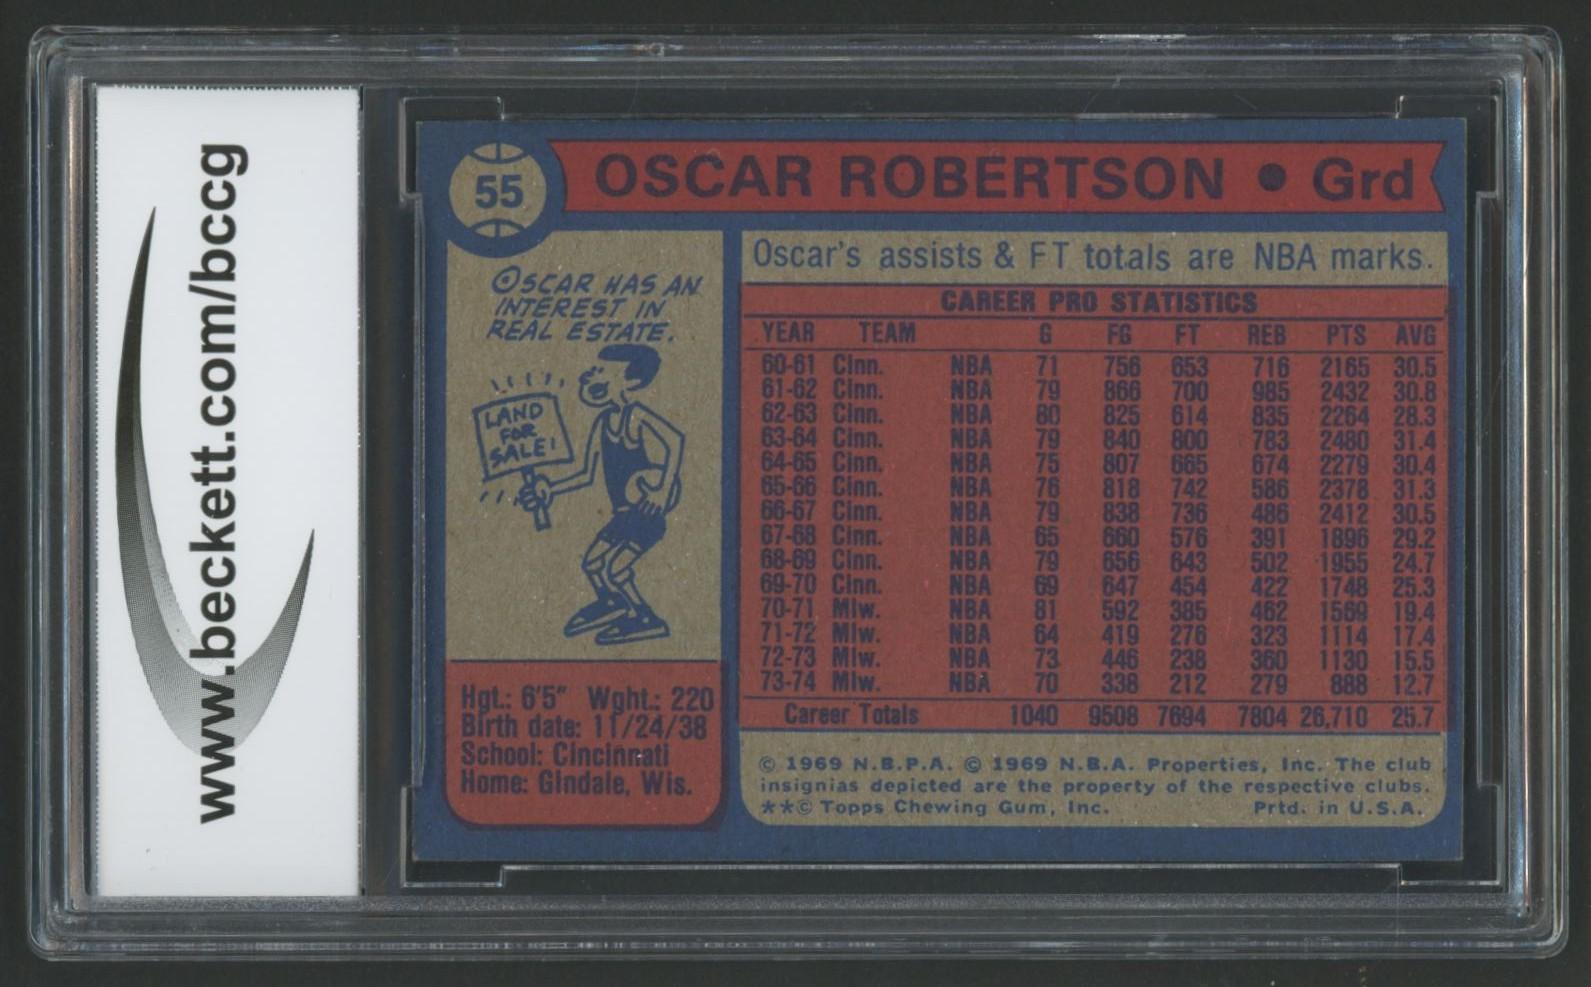 www.beckett.com/bccg
55
OSCAR ROBERTSON • Grd
OSCAR HAS AN
INTEREST IN
REAL ESTATE.
LAND
FOR
SALE!
Hgt.: 6'5" Wght.: 220
Birth date: 11/24/38
School: Cincinnati
Home: Glndale, Wis.
Oscar's assists & FT totals are NBA marks.
CAREER PRO STATISTICS
YEAR TEAM G FG FT REB PTS AVG
60-61 Cinn. NBA 71 756 653 716 2165 30.5
61-62 Cinn. NBA 79 866 700 985 2432 30.8
62-63 Cinn. NBA 80 825 614 835 2264 28.3
63-64 Cinn. NBA 79 840 800 783 2480 31.4
64-65 Cinn. NBA 75 807 665 674 2279 30.4
65-66 Cinn. NBA 76 818 742 586 2378 31.3
66-67 Cinn. NBA 79 838 736 486 2412 30.5
67-68 Cinn. NBA 65 660 576 391 1896 29.2
68-69 Cinn. NBA 79 656 643 502 1955 24.7
69-70 Cinn. NBA 69 647 454 422 1748 25.3
70-71 Mlw. NBA 81 592 385 462 1569 19.4
71-72 Mlw. NBA 64 419 276 323 1114 17.4
72-73 Mlw. NBA 73 446 238 360 1130 15.5
73-74 Mlw. NBA 70 338 212 279 888 12.7
Career Totals 1040 9508 7694 7804 26,710 25.7
© 1969 N.B.P.A. © 1969 N.B.A. Properties, Inc. The club
insignias depicted are the property of the respective clubs.
**© Topps Chewing Gum, Inc. Prtd. in U.S.A.